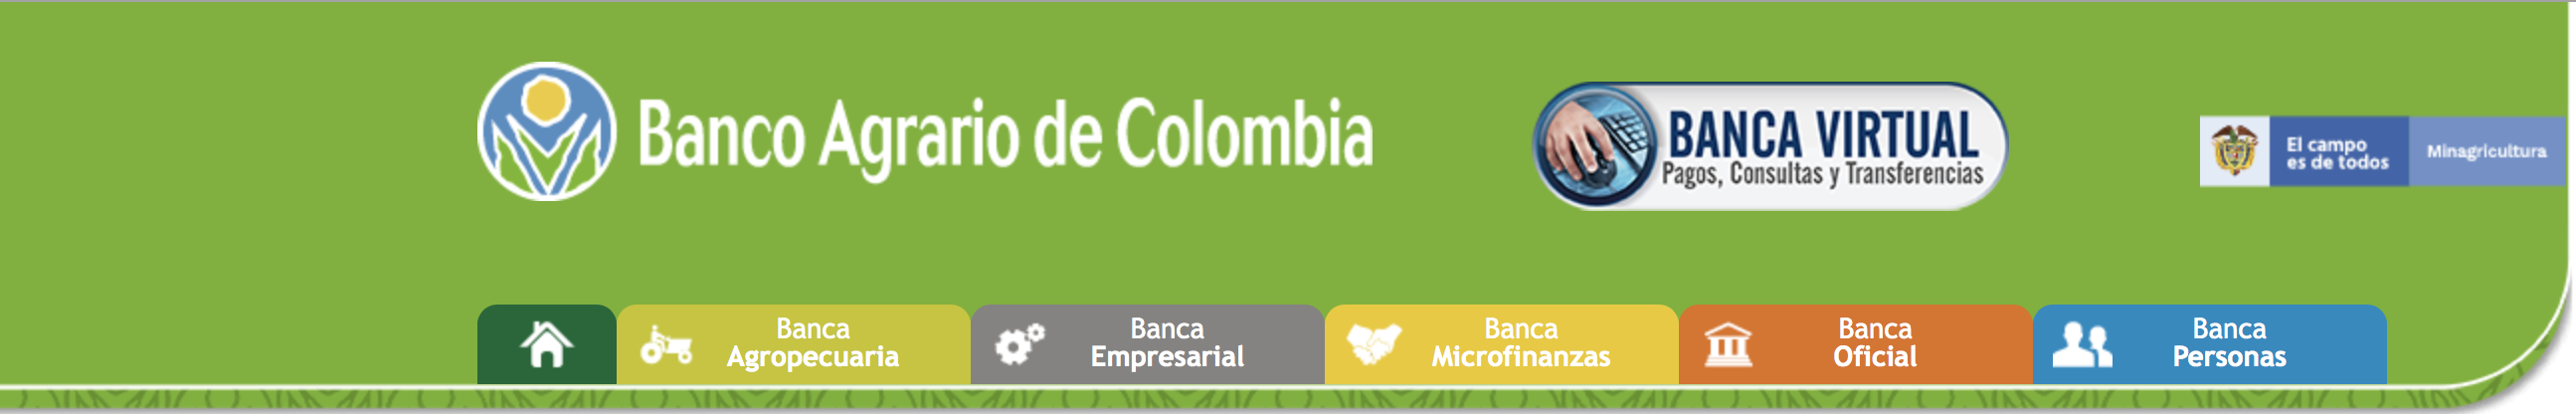 Banco Agrario de Colombia
BANCA VIRTUAL
Pagos, Consultas y Transferencias
El campo
es de todos
Minagricultura
Banca
Agropecuaria
Banca
Empresarial
Banca
Microfinanzas
Banca
Oficial
Banca
Personas